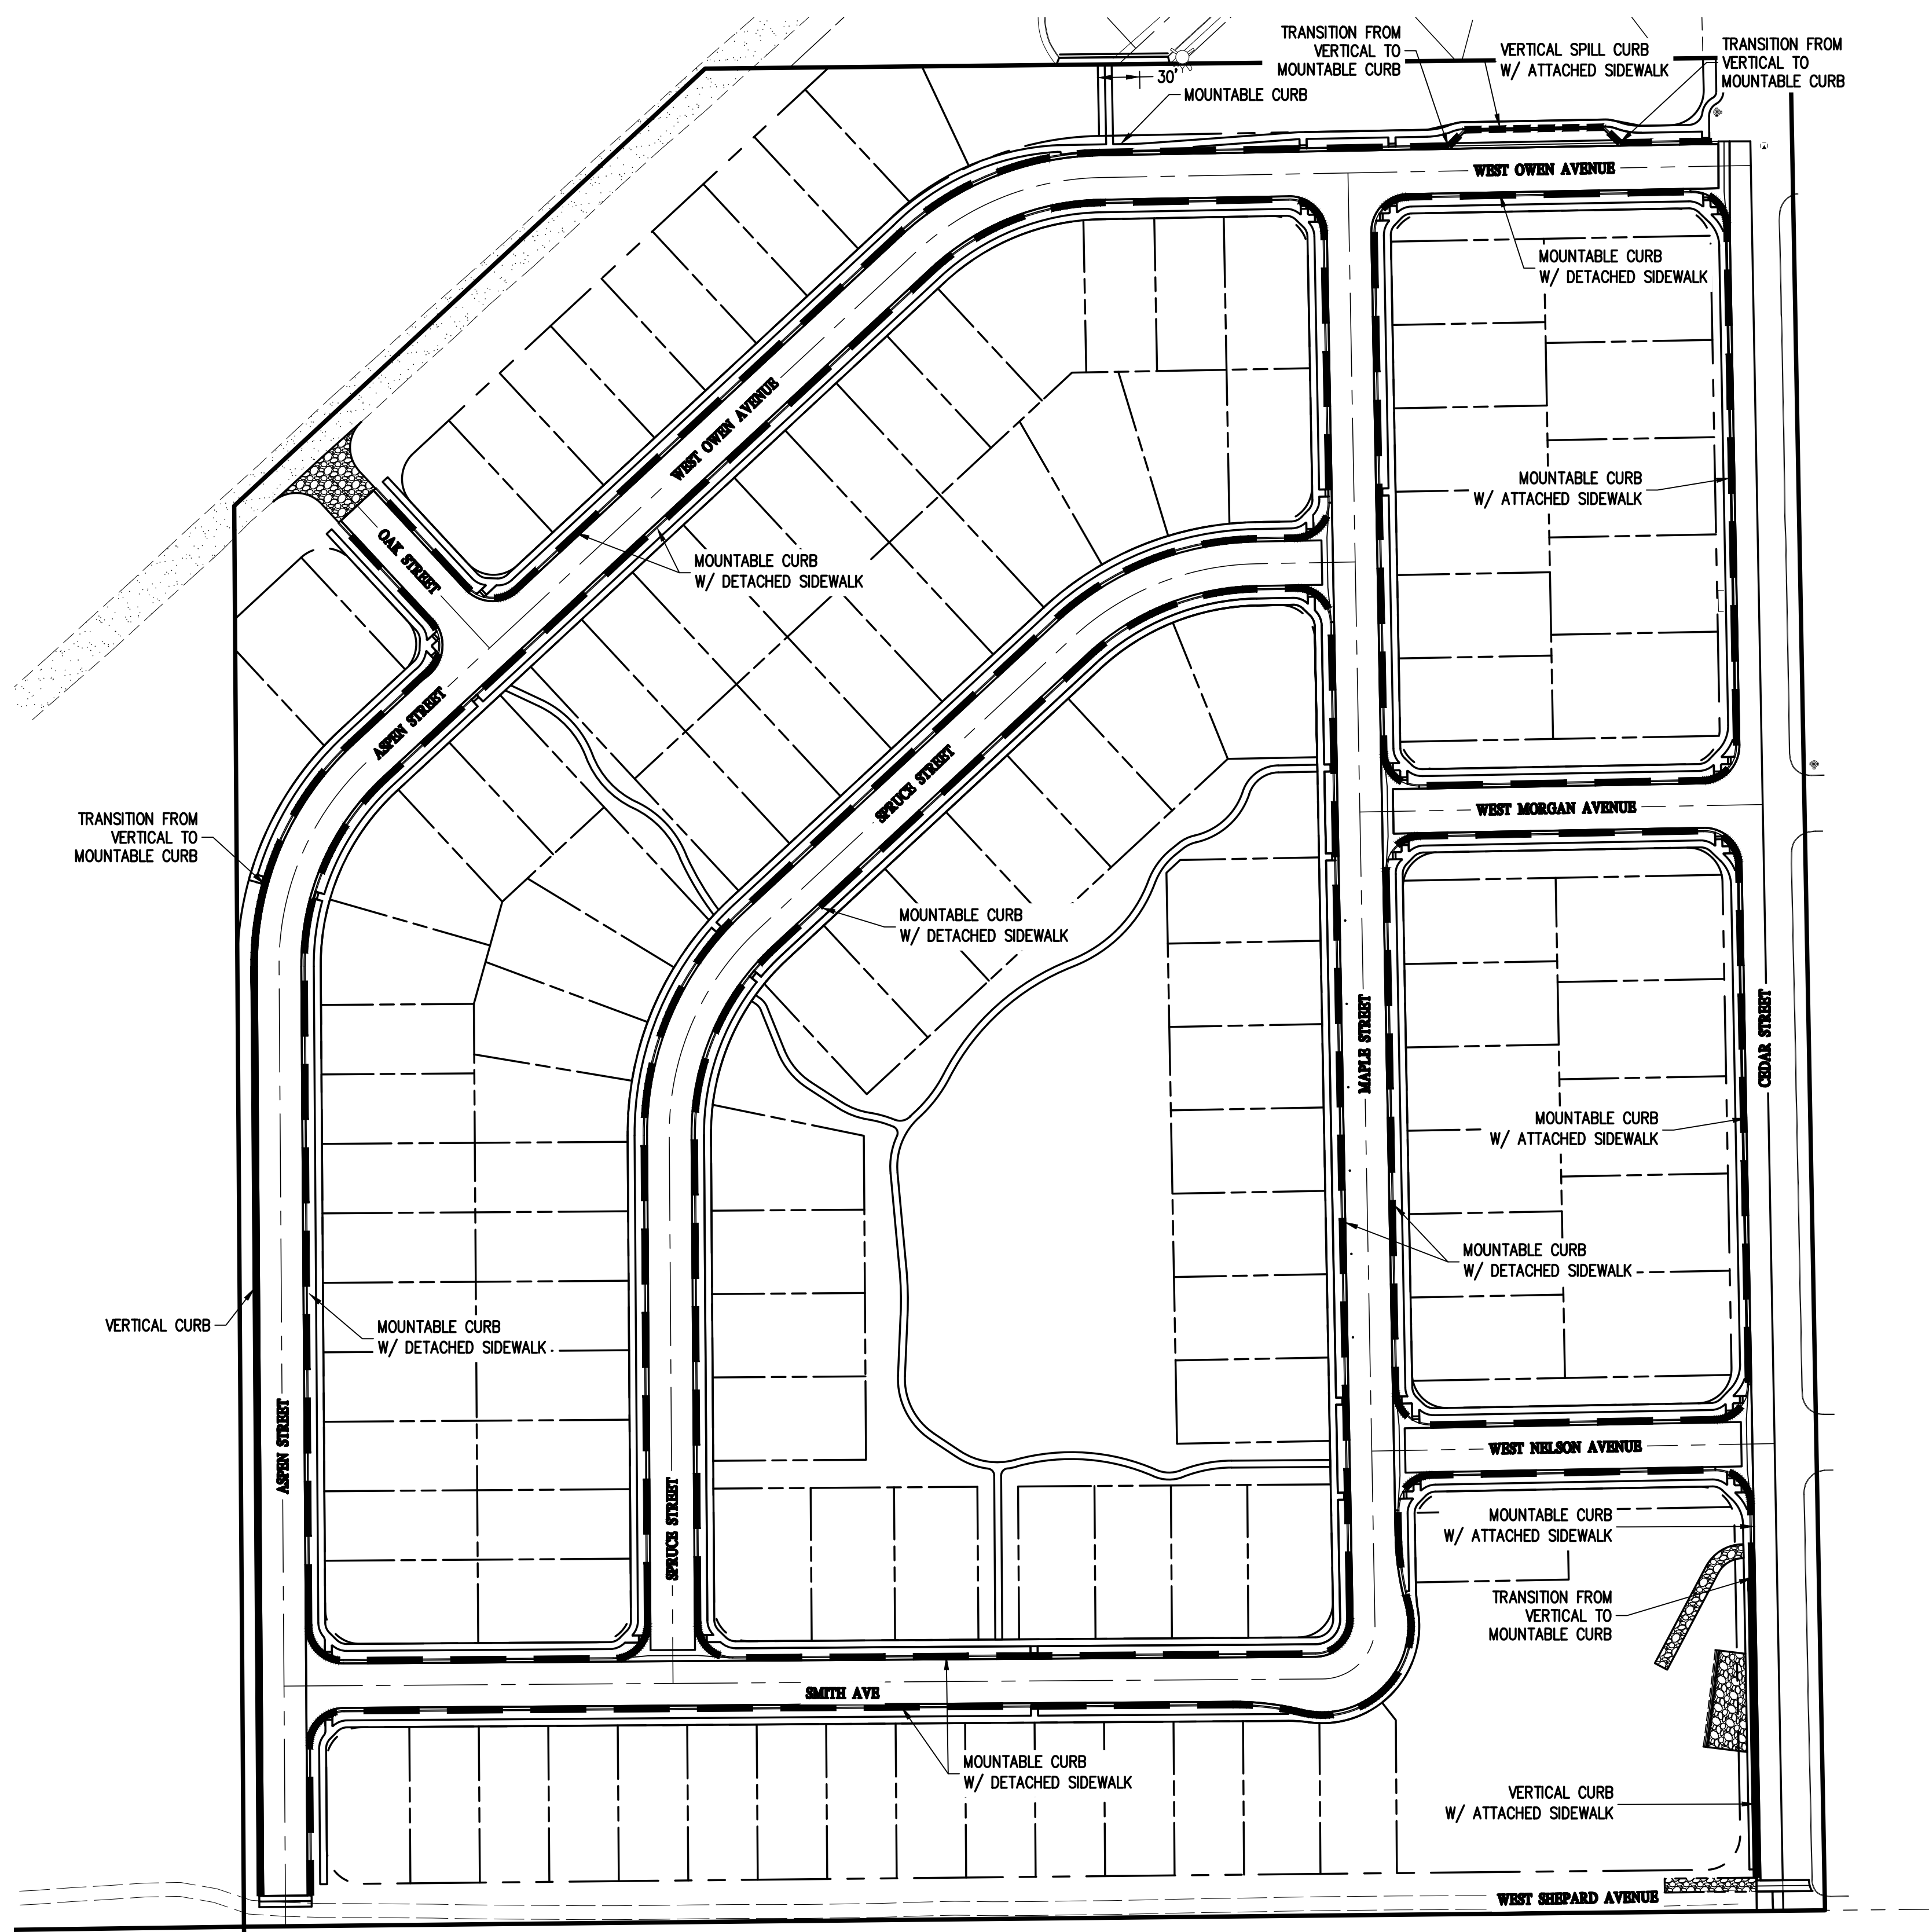 TRANSITION FROM
VERTICAL TO
MOUNTABLE CURB
VERTICAL SPILL CURB
W/ ATTACHED SIDEWALK
TRANSITION FROM
VERTICAL TO
MOUNTABLE CURB
30'
MOUNTABLE CURB
WEST OWEN AVENUE
MOUNTABLE CURB
W/ DETACHED SIDEWALK
WEST OWEN AVENUE
MOUNTABLE CURB
W/ ATTACHED SIDEWALK
OAK STREET
MOUNTABLE CURB
W/ DETACHED SIDEWALK
ASPEN STREET
SPRUCE STREET
WEST MORGAN AVENUE
TRANSITION FROM
VERTICAL TO
MOUNTABLE CURB
MOUNTABLE CURB
W/ DETACHED SIDEWALK
MAPLE STREET
CEDAR STREET
MOUNTABLE CURB
W/ ATTACHED SIDEWALK
MOUNTABLE CURB
W/ DETACHED SIDEWALK
VERTICAL CURB
MOUNTABLE CURB
W/ DETACHED SIDEWALK
ASPEN STREET
WEST NELSON AVENUE
SPRUCE STREET
MOUNTABLE CURB
W/ ATTACHED SIDEWALK
TRANSITION FROM
VERTICAL TO
MOUNTABLE CURB
SMITH AVE
MOUNTABLE CURB
W/ DETACHED SIDEWALK
VERTICAL CURB
W/ ATTACHED SIDEWALK
WEST SHEPARD AVENUE